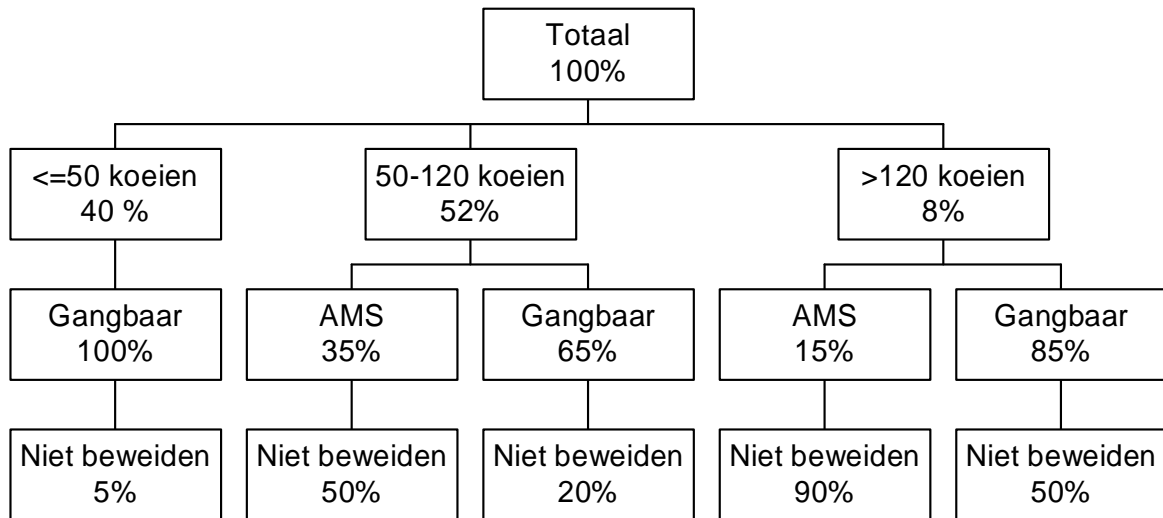 Totaal
100%
<=50 koeien
40 %
50-120 koeien
52%
>120 koeien
8%
Gangbaar
100%
AMS
35%
Gangbaar
65%
AMS
15%
Gangbaar
85%
Niet beweiden
5%
Niet beweiden
50%
Niet beweiden
20%
Niet beweiden
90%
Niet beweiden
50%